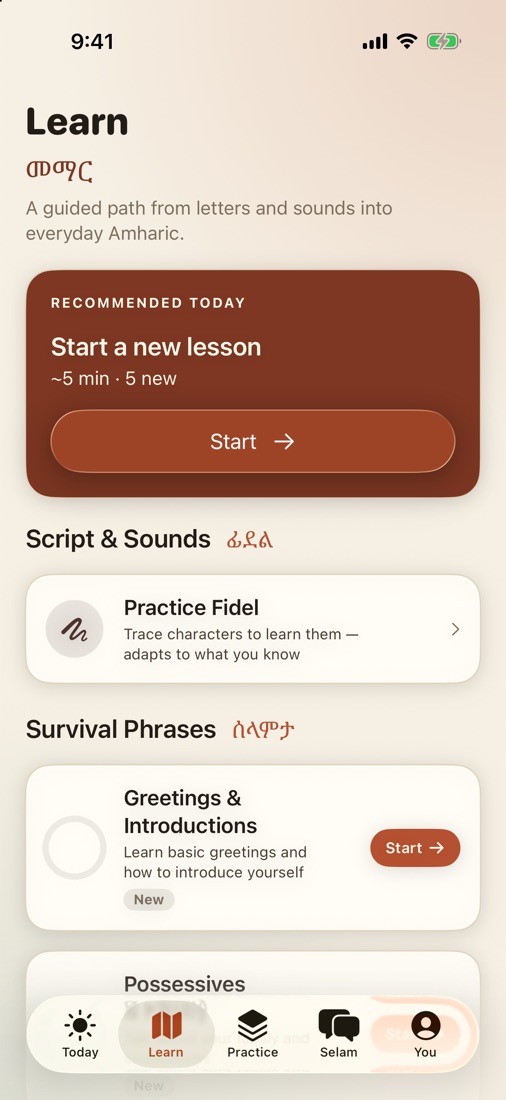 9:41
Learn
መማር
A guided path from letters and sounds into
everyday Amharic.
RECOMMENDED TODAY
Start a new lesson
~5 min · 5 new
Start →
Script & Sounds ፊደል
Practice Fidel
Trace characters to learn them —
adapts to what you know
Survival Phrases ሰላምታ
Greetings &
Introductions
Learn basic greetings and
how to introduce yourself
Start →
New
Possessives
New
Today Learn Practice Selam You